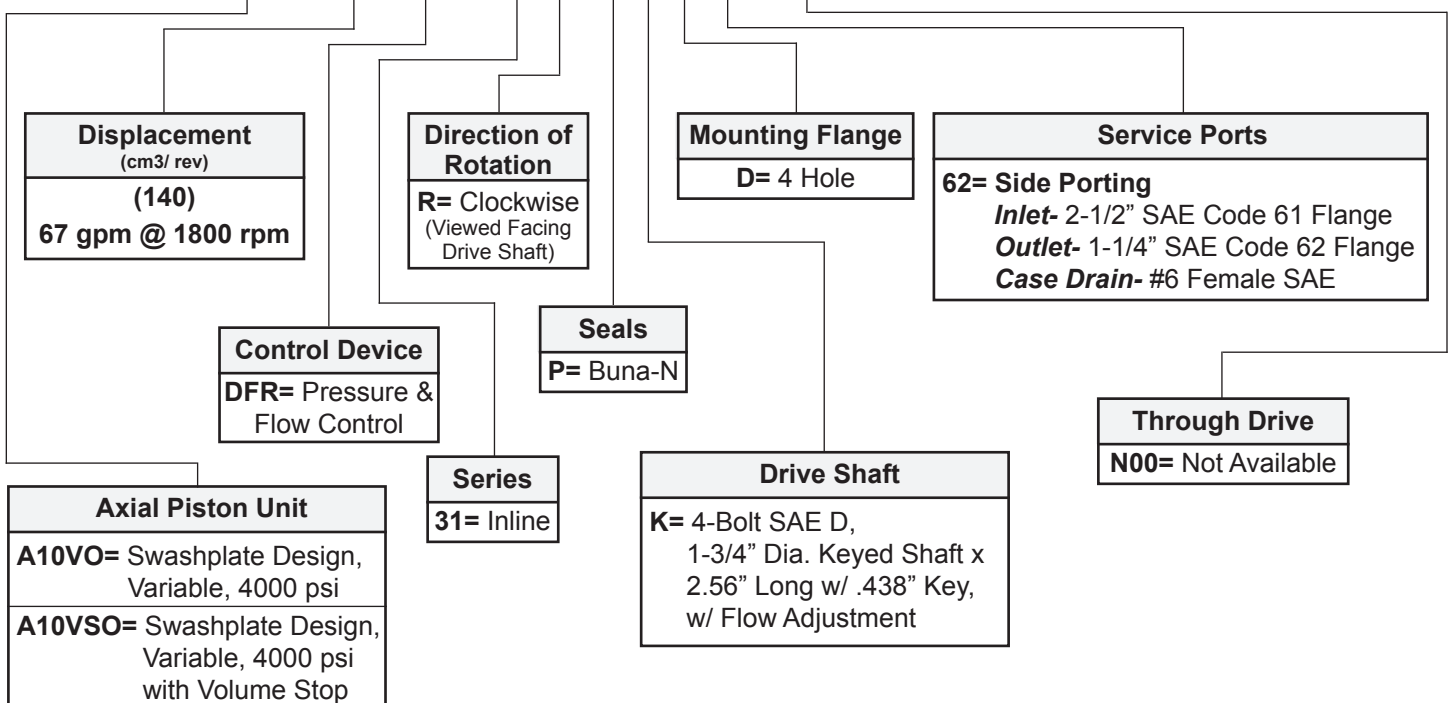 Displacement
(cm3/ rev)
(140)
67 gpm @ 1800 rpm
Direction of
Rotation
R= Clockwise
(Viewed Facing
Drive Shaft)
Mounting Flange
D= 4 Hole
Service Ports
62= Side Porting
Inlet- 2-1/2” SAE Code 61 Flange
Outlet- 1-1/4” SAE Code 62 Flange
Case Drain- #6 Female SAE
Control Device
DFR= Pressure &
Flow Control
Seals
P= Buna-N
Through Drive
N00= Not Available
Axial Piston Unit
A10VO= Swashplate Design,
Variable, 4000 psi
A10VSO= Swashplate Design,
Variable, 4000 psi
with Volume Stop
Series
31= Inline
Drive Shaft
K= 4-Bolt SAE D,
1-3/4” Dia. Keyed Shaft x
2.56” Long w/ .438” Key,
w/ Flow Adjustment